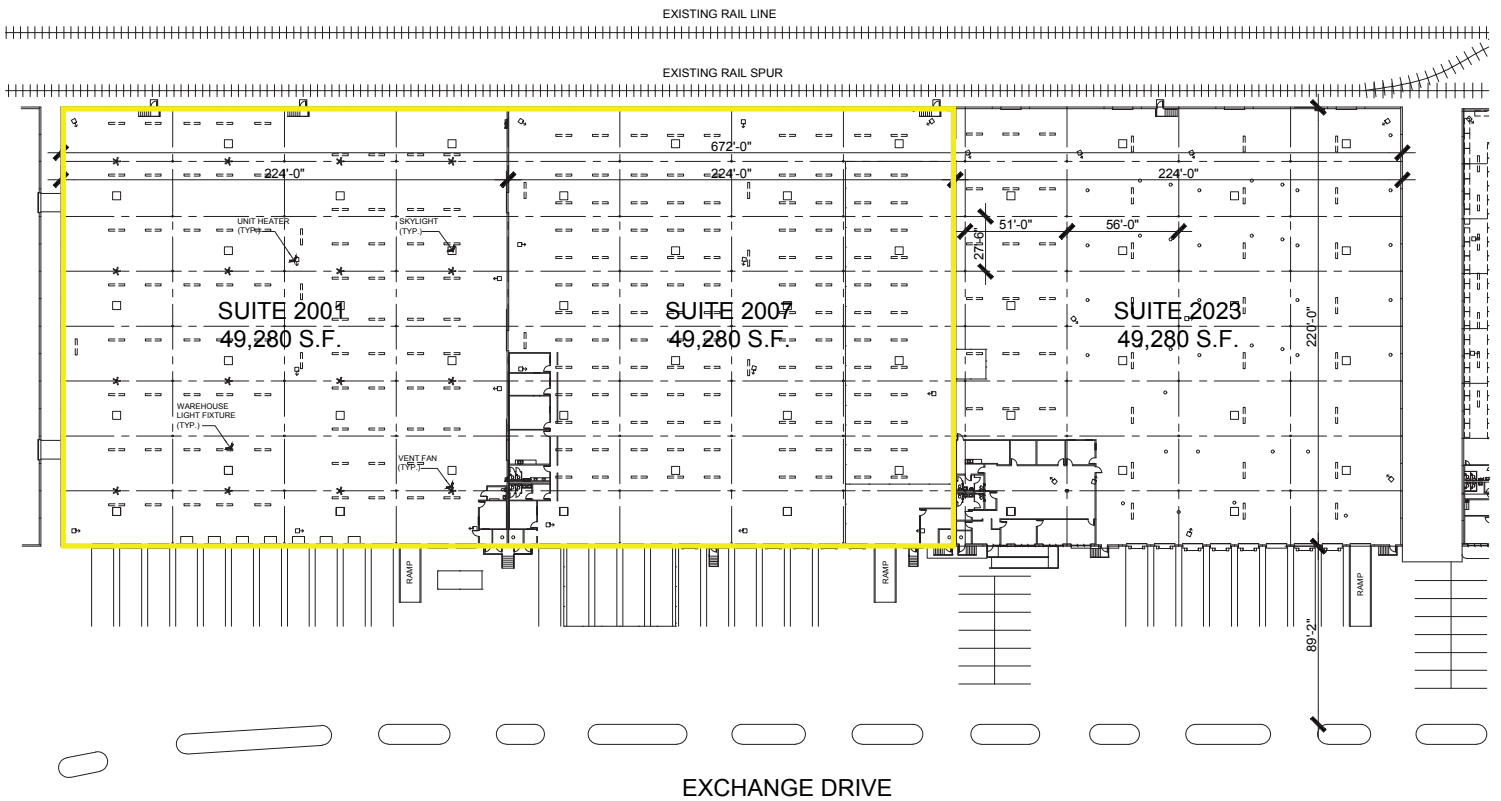 EXISTING RAIL LINE
EXISTING RAIL SPUR
672'-0"
224'-0"
224'-0"
224'-0"
UNIT HEATER
(TYP.)
SKYLIGHT
(TYP.)
51'-0"
56'-0"
27'-6"
SUITE 2001
49,280 S.F.
SUITE 2007
49,280 S.F.
SUITE 2023
49,280 S.F.
220'-0"
WAREHOUSE
LIGHT FIXTURE
(TYP.)
VENT FAN
(TYP.)
RAMP
RAMP
RAMP
89'-2"
EXCHANGE DRIVE